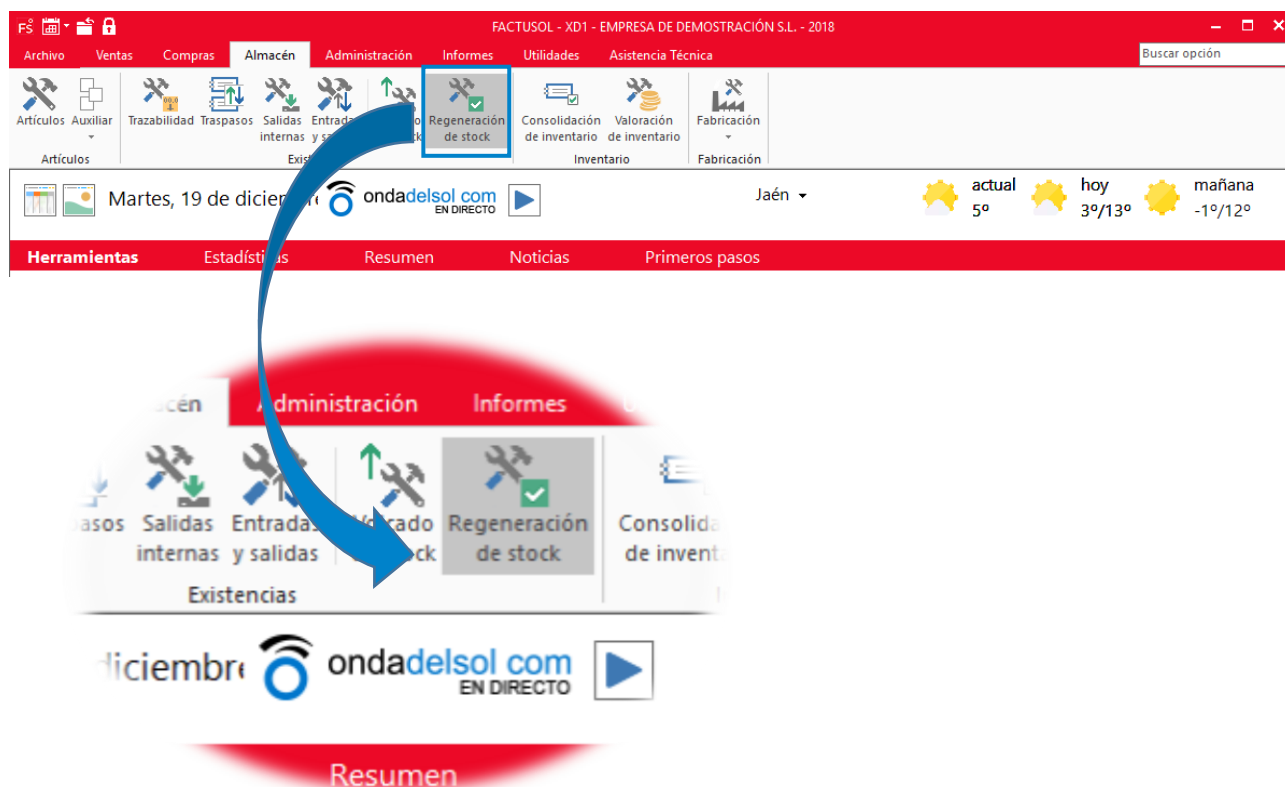 FS
FACTUSOL - XD1 - EMPRESA DE DEMOSTRACIÓN S.L. - 2018
Archivo Ventas Compras Almacén Administración Informes Utilidades Asistencia Técnica Buscar opción
Artículos Auxiliar Trazabilidad Traspasos Salidas internas
Regeneración de stock
Consolidación de inventario
Valoración de inventario
Fabricación
Artículos Inventario Fabricación
Martes, 19 de
ondadelsol com
EN DIRECTO
Jaén
actual
5º
hoy
3º/13º
mañana
-1º/12º
Herramientas Estadísticas Resumen Noticias Primeros pasos
Administración Informes
Salidas internas
Entradas y salidas
Regeneración de stock
Existencias
diciembre
ondadelsol com
EN DIRECTO
Resumen